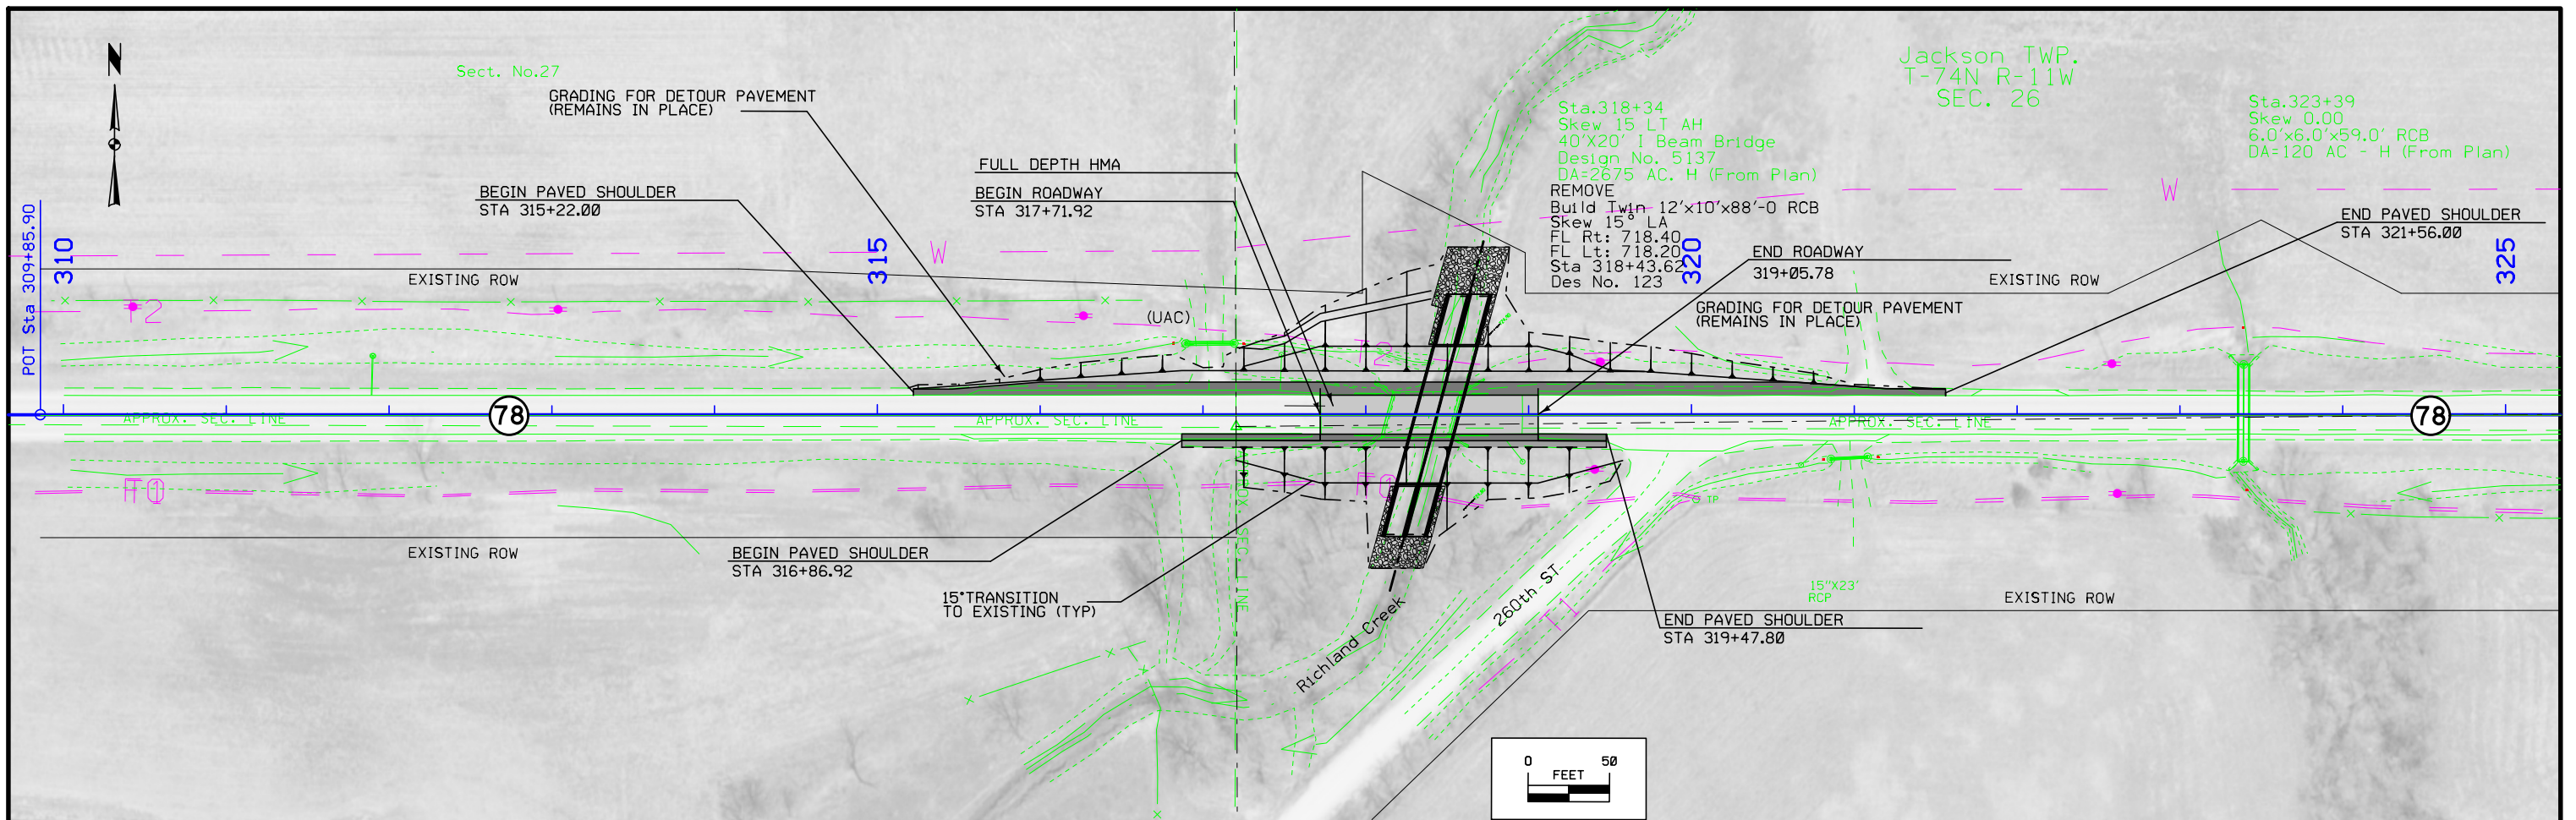 N
Sect. No.27
GRADING FOR DETOUR PAVEMENT
(REMAINS IN PLACE)
FULL DEPTH HMA
BEGIN PAVED SHOULDER
STA 315+22.00
BEGIN ROADWAY
STA 317+71.92
Jackson TWP.
T-74N R-11W
SEC. 26
Sta.318+34
Skew 15 LT AH
40'X20' I Beam Bridge
Design No. 5137
DA=2675 AC. H (From Plan)
REMOVE
Build Twin 12'x10'x88'-0 RCB
Skew 15° LA
FL Rt: 718.40
FL Lt: 718.20
Sta 318+43.62
Des No. 123
Sta.323+39
Skew 0.00
6.0'x6.0'x59.0' RCB
DA=120 AC - H (From Plan)
END PAVED SHOULDER
STA 321+56.00
END ROADWAY
319+05.78
GRADING FOR DETOUR PAVEMENT
(REMAINS IN PLACE)
POT Sta 309+85.90
310
315
320
325
W
W
EXISTING ROW
EXISTING ROW
T2
(UAC)
T2
APPROX. SEC. LINE
78
APPROX. SEC. LINE
APPROX. SEC. LINE
78
TP
APPROX. SEC. LINE
EXISTING ROW
BEGIN PAVED SHOULDER
STA 316+86.92
15°TRANSITION
TO EXISTING (TYP)
Richland Creek
260th ST
T1
15"X23'
RCP
EXISTING ROW
END PAVED SHOULDER
STA 319+47.80
0 50
FEET